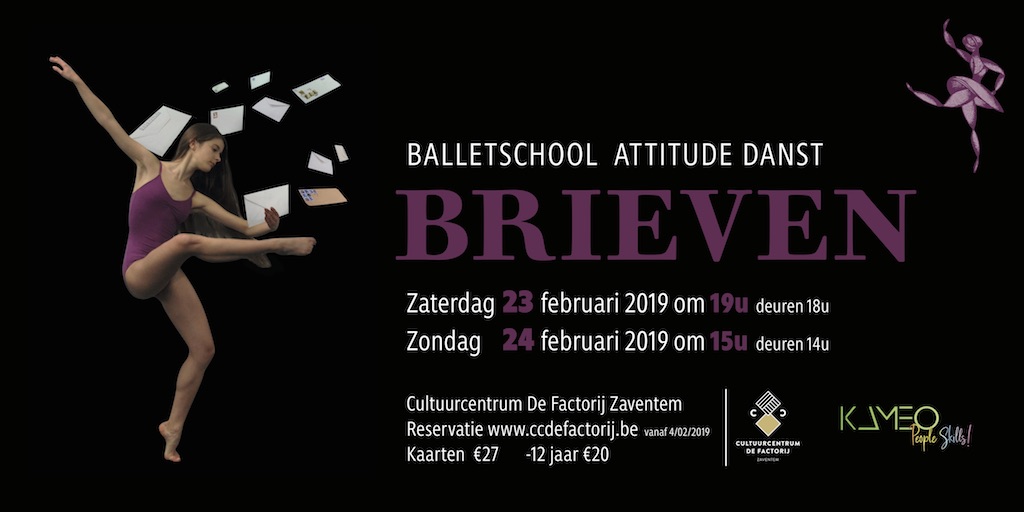 BALLETSCHOOL ATTITUDE DANST
BRIEVEN
Zaterdag 23 februari 2019 om 19u deuren 18u
Zondag 24 februari 2019 om 15u deuren 14u
Cultuurcentrum De Factorij Zaventem
Reservatie www.ccdefactorij.be vanaf 4/02/2019
Kaarten €27 -12 jaar €20
C C
CULTUURCENTRUM
DE FACTORIJ
ZAVENTEM
KAMEO
People Skills!